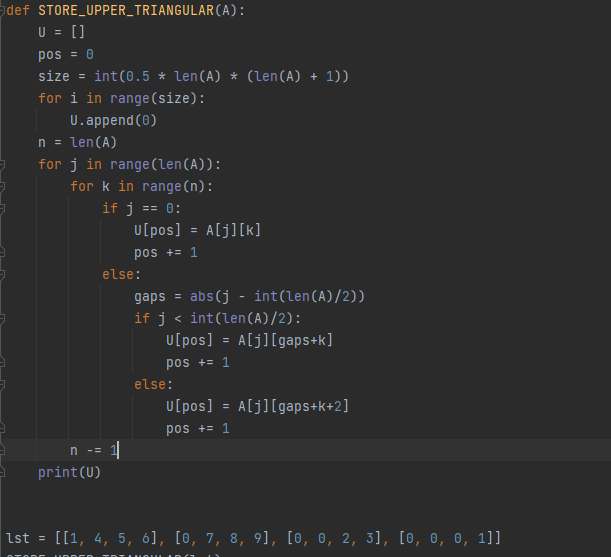 def STORE_UPPER_TRIANGULAR(A):
    U = []
    pos = 0
    size = int(0.5 * len(A) * (len(A) + 1))
    for i in range(size):
        U.append(0)
    n = len(A)
    for j in range(len(A)):
        for k in range(n):
            if j == 0:
                U[pos] = A[j][k]
                pos += 1
            else:
                gaps = abs(j - int(len(A)/2))
                if j < int(len(A)/2):
                    U[pos] = A[j][gaps+k]
                    pos += 1
                else:
                    U[pos] = A[j][gaps+k+2]
                    pos += 1
        n -= 1
    print(U)
lst = [[1, 4, 5, 6], [0, 7, 8, 9], [0, 0, 2, 3], [0, 0, 0, 1]]